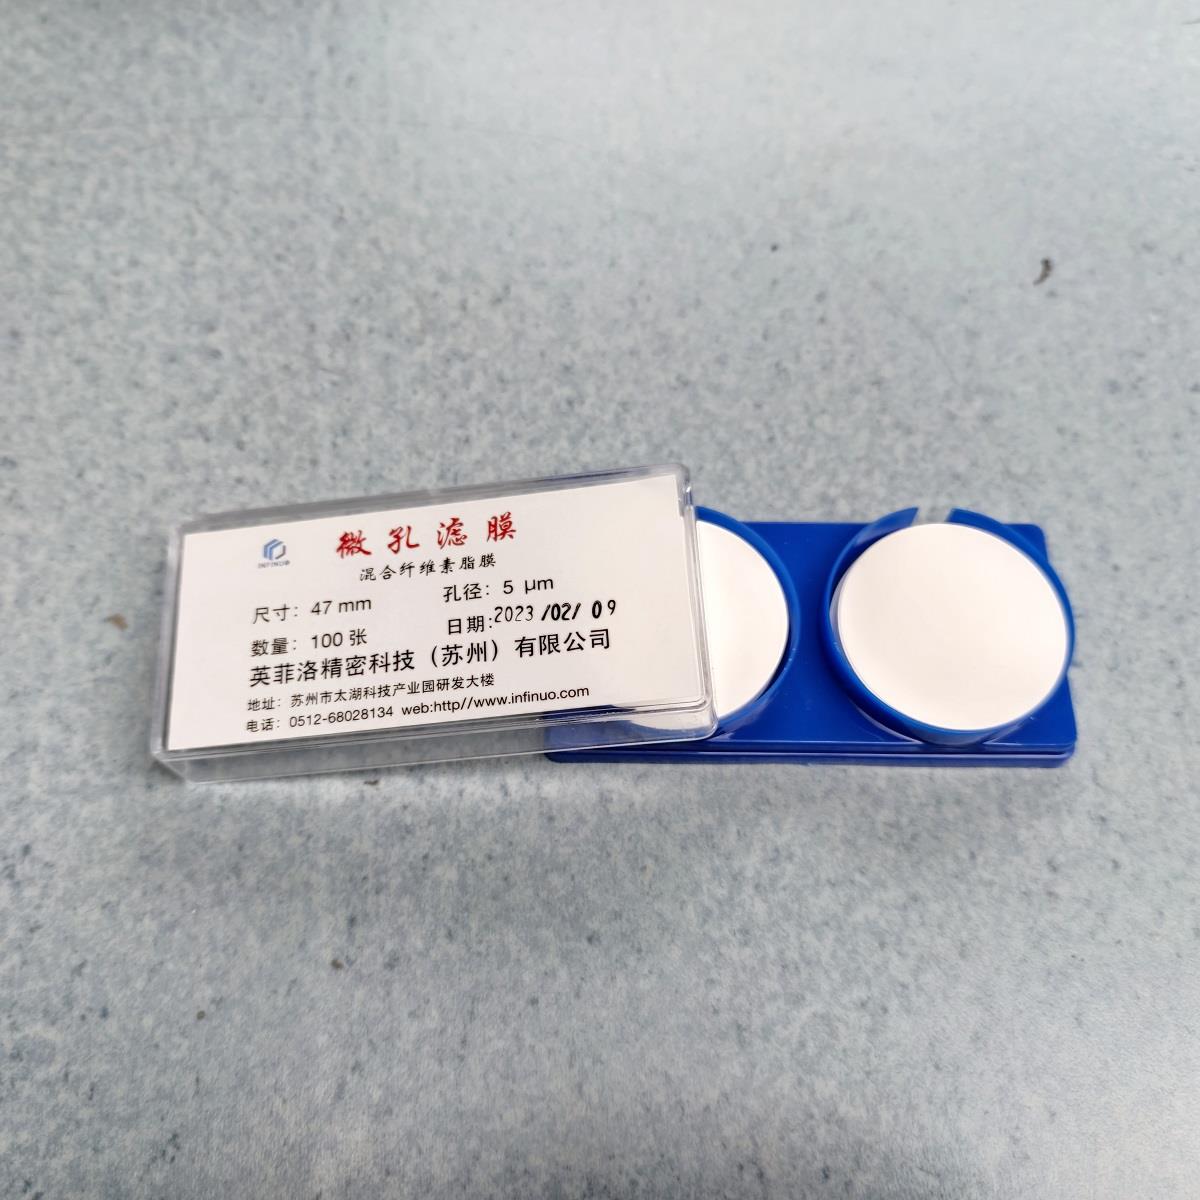 微孔滤膜
INFINUO
混合纤维素脂膜
尺寸：47 mm 孔径：5 μm
数量：100 张 日期：2023/02/09
英菲洛精密科技（苏州）有限公司
地址：苏州市太湖科技产业园研发大楼
电话：0512-68028134 web:http//www.infinuo.com